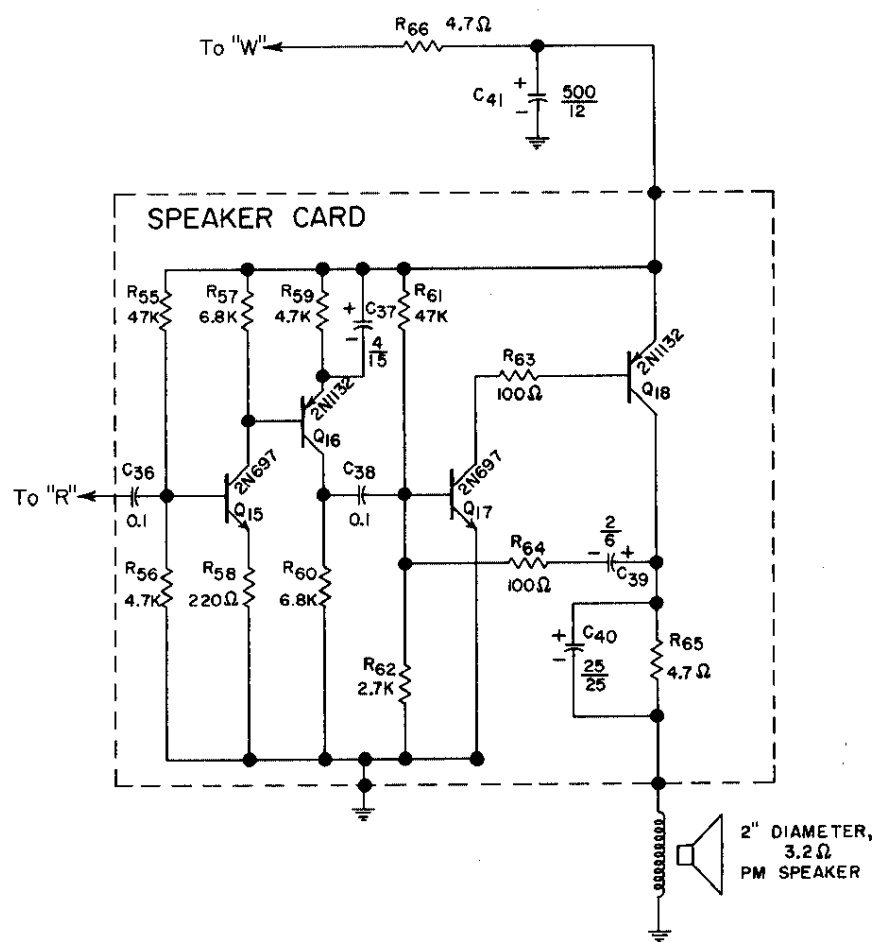 R66 4.7Ω
To "W"
C41
+
-
500
12
SPEAKER CARD
R55
47K
R57
6.8K
R59
4.7K
+
-
C37
4
15
R61
47K
2N1132
Q18
R63
100Ω
2N1132
Q16
2N697
Q15
C36
0.1
To "R"
C38
0.1
2N697
Q17
R64
100Ω
2
6
- +
C39
R56
4.7K
R58
220Ω
R60
6.8K
R62
2.7K
+
-
C40
25
25
R65
4.7Ω
2" DIAMETER,
3.2Ω
PM SPEAKER